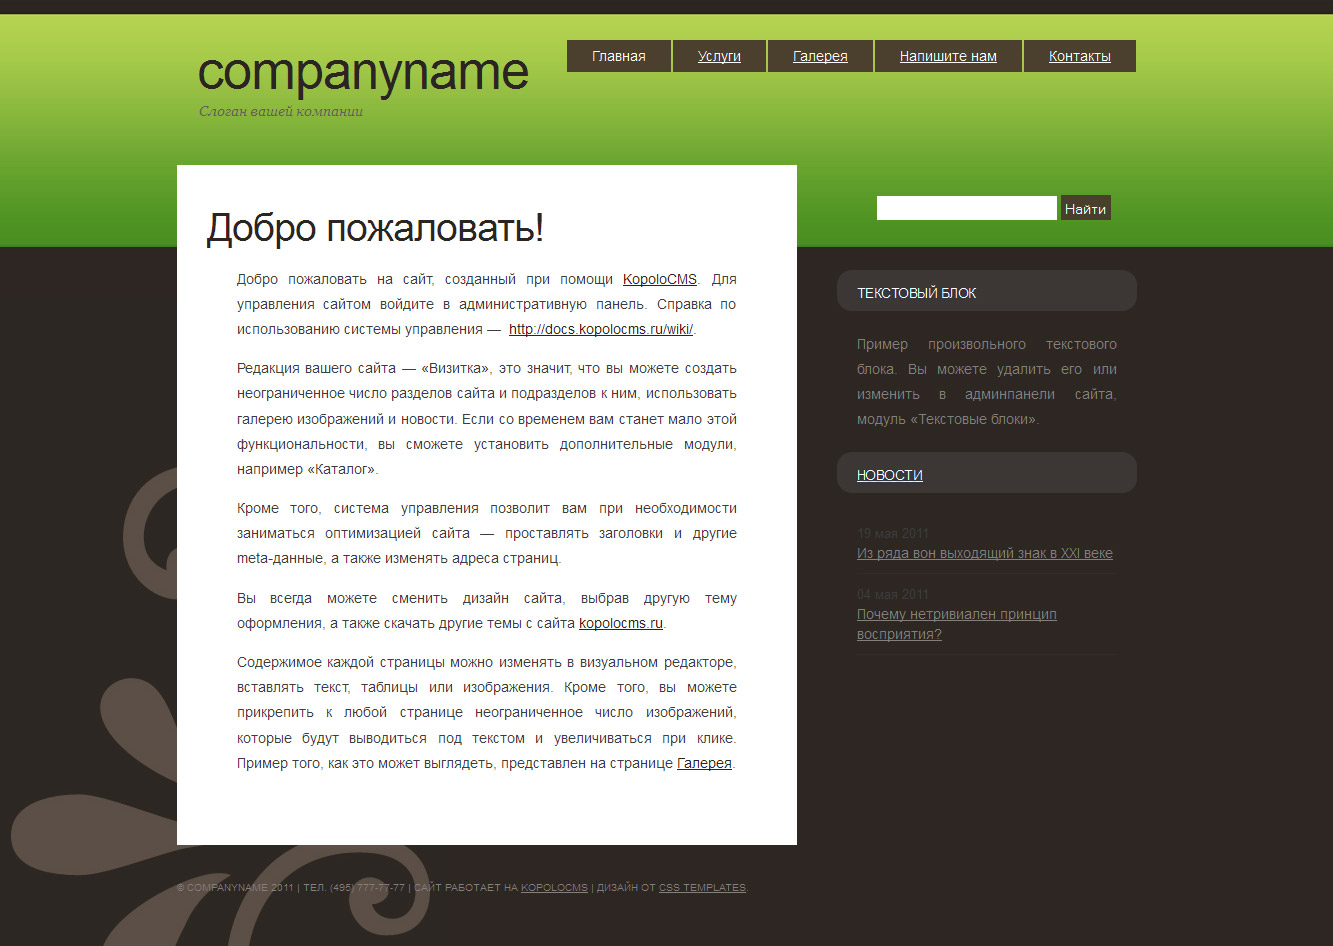 companyname
Слоган вашей компании
Главная Услуги Галерея Напишите нам Контакты
Найти
Добро пожаловать!
Добро пожаловать на сайт, созданный при помощи KopoloCMS. Для
управления сайтом войдите в административную панель. Справка по
использованию системы управления — http://docs.kopolocms.ru/wiki/.
Редакция вашего сайта — «Визитка», это значит, что вы можете создать
неограниченное число разделов сайта и подразделов к ним, использовать
галерею изображений и новости. Если со временем вам станет мало этой
функциональности, вы сможете установить дополнительные модули,
например «Каталог».
Кроме того, система управления позволит вам при необходимости
заниматься оптимизацией сайта — проставлять заголовки и другие
meta-данные, а также изменять адреса страниц.
Вы всегда можете сменить дизайн сайта, выбрав другую тему
оформления, а также скачать другие темы с сайта kopolocms.ru.
Содержимое каждой страницы можно изменять в визуальном редакторе,
вставлять текст, таблицы или изображения. Кроме того, вы можете
прикрепить к любой странице неограниченное число изображений,
которые будут выводиться под текстом и увеличиваться при клике.
Пример того, как это может выглядеть, представлен на странице Галерея.
ТЕКСТОВЫЙ БЛОК
Пример произвольного текстового
блока. Вы можете удалить его или
изменить в админпанели сайта,
модуль «Текстовые блоки».
НОВОСТИ
19 мая 2011
Из ряда вон выходящий знак в XXI веке
04 мая 2011
Почему нетривиален принцип
восприятия?
© COMPANYNAME 2011 | ТЕЛ. (495) 777-77-77 | САЙТ РАБОТАЕТ НА KOPOLOCMS | ДИЗАЙН ОТ CSS TEMPLATES.